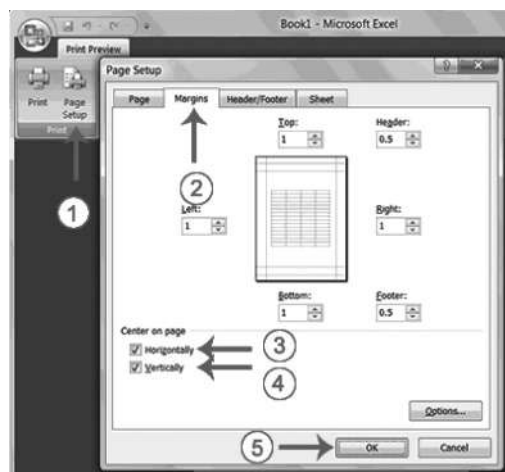 Book1 - Microsoft Excel
Print Preview
Print
Page Setup
Print
Page Setup
Page
Margins
Header/Footer
Sheet
Top:
1
Header:
0.5
1
2
Left:
1
Right:
1
Bottom:
1
Footer:
0.5
Center on page
Horizontally
3
Vertically
4
Options...
5
OK
Cancel